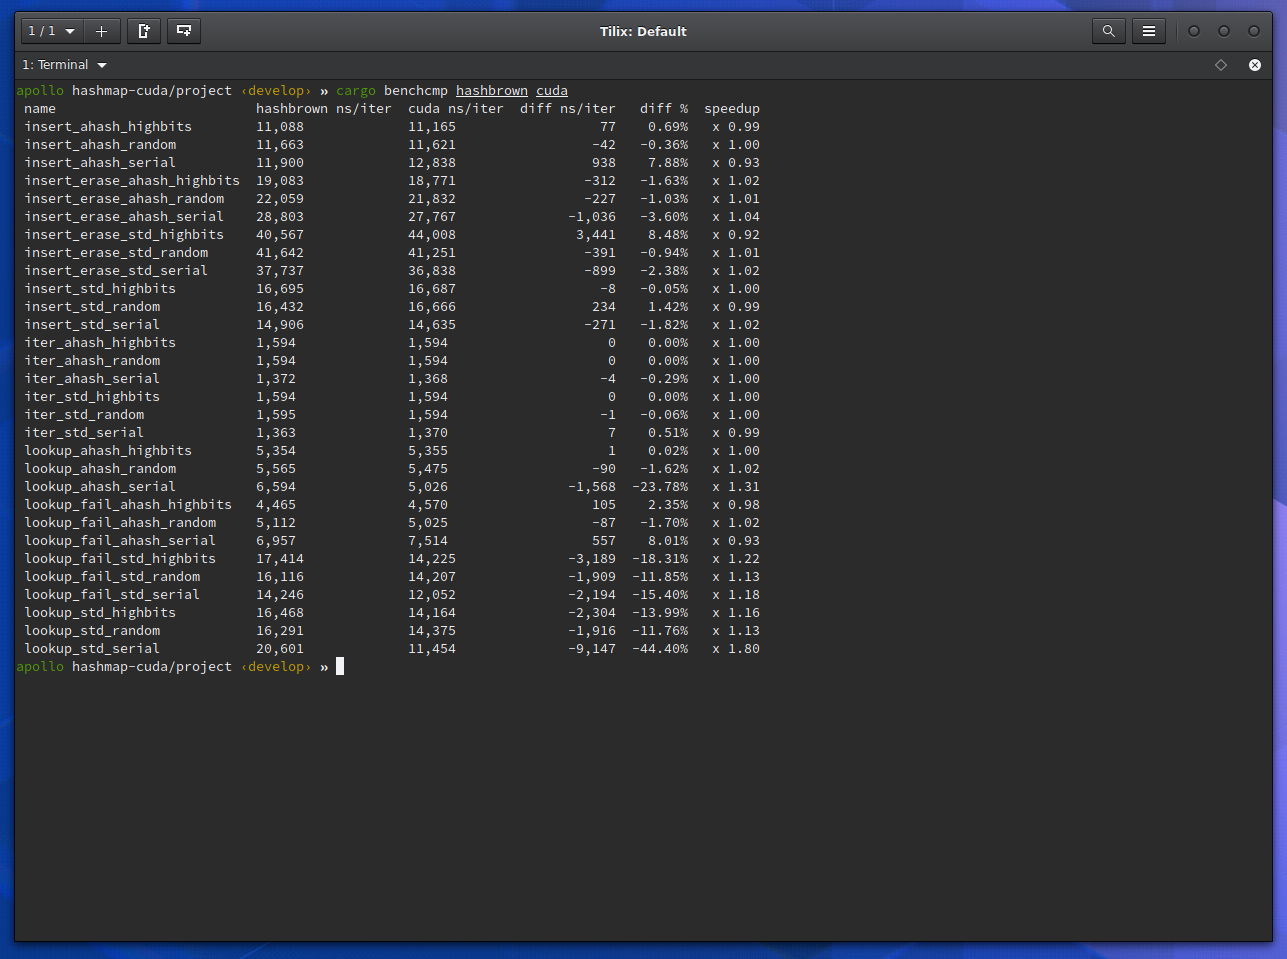 1 / 1
Tilix: Default
1: Terminal
apollo hashmap-cuda/project ‹develop› » cargo benchcmp hashbrown cuda
name hashbrown ns/iter cuda ns/iter diff ns/iter diff % speedup
insert_ahash_highbits 11,088 11,165 77 0.69% x 0.99
insert_ahash_random 11,663 11,621 -42 -0.36% x 1.00
insert_ahash_serial 11,900 12,838 938 7.88% x 0.93
insert_erase_ahash_highbits 19,083 18,771 -312 -1.63% x 1.02
insert_erase_ahash_random 22,059 21,832 -227 -1.03% x 1.01
insert_erase_ahash_serial 28,803 27,767 -1,036 -3.60% x 1.04
insert_erase_std_highbits 40,567 44,008 3,441 8.48% x 0.92
insert_erase_std_random 41,642 41,251 -391 -0.94% x 1.01
insert_erase_std_serial 37,737 36,838 -899 -2.38% x 1.02
insert_std_highbits 16,695 16,687 -8 -0.05% x 1.00
insert_std_random 16,432 16,666 234 1.42% x 0.99
insert_std_serial 14,906 14,635 -271 -1.82% x 1.02
iter_ahash_highbits 1,594 1,594 0 0.00% x 1.00
iter_ahash_random 1,594 1,594 0 0.00% x 1.00
iter_ahash_serial 1,372 1,368 -4 -0.29% x 1.00
iter_std_highbits 1,594 1,594 0 0.00% x 1.00
iter_std_random 1,595 1,594 -1 -0.06% x 1.00
iter_std_serial 1,363 1,370 7 0.51% x 0.99
lookup_ahash_highbits 5,354 5,355 1 0.02% x 1.00
lookup_ahash_random 5,565 5,475 -90 -1.62% x 1.02
lookup_ahash_serial 6,594 5,026 -1,568 -23.78% x 1.31
lookup_fail_ahash_highbits 4,465 4,570 105 2.35% x 0.98
lookup_fail_ahash_random 5,112 5,025 -87 -1.70% x 1.02
lookup_fail_ahash_serial 6,957 7,514 557 8.01% x 0.93
lookup_fail_std_highbits 17,414 14,225 -3,189 -18.31% x 1.22
lookup_fail_std_random 16,116 14,207 -1,909 -11.85% x 1.13
lookup_fail_std_serial 14,246 12,052 -2,194 -15.40% x 1.18
lookup_std_highbits 16,468 14,164 -2,304 -13.99% x 1.16
lookup_std_random 16,291 14,375 -1,916 -11.76% x 1.13
lookup_std_serial 20,601 11,454 -9,147 -44.40% x 1.80
apollo hashmap-cuda/project ‹develop› »